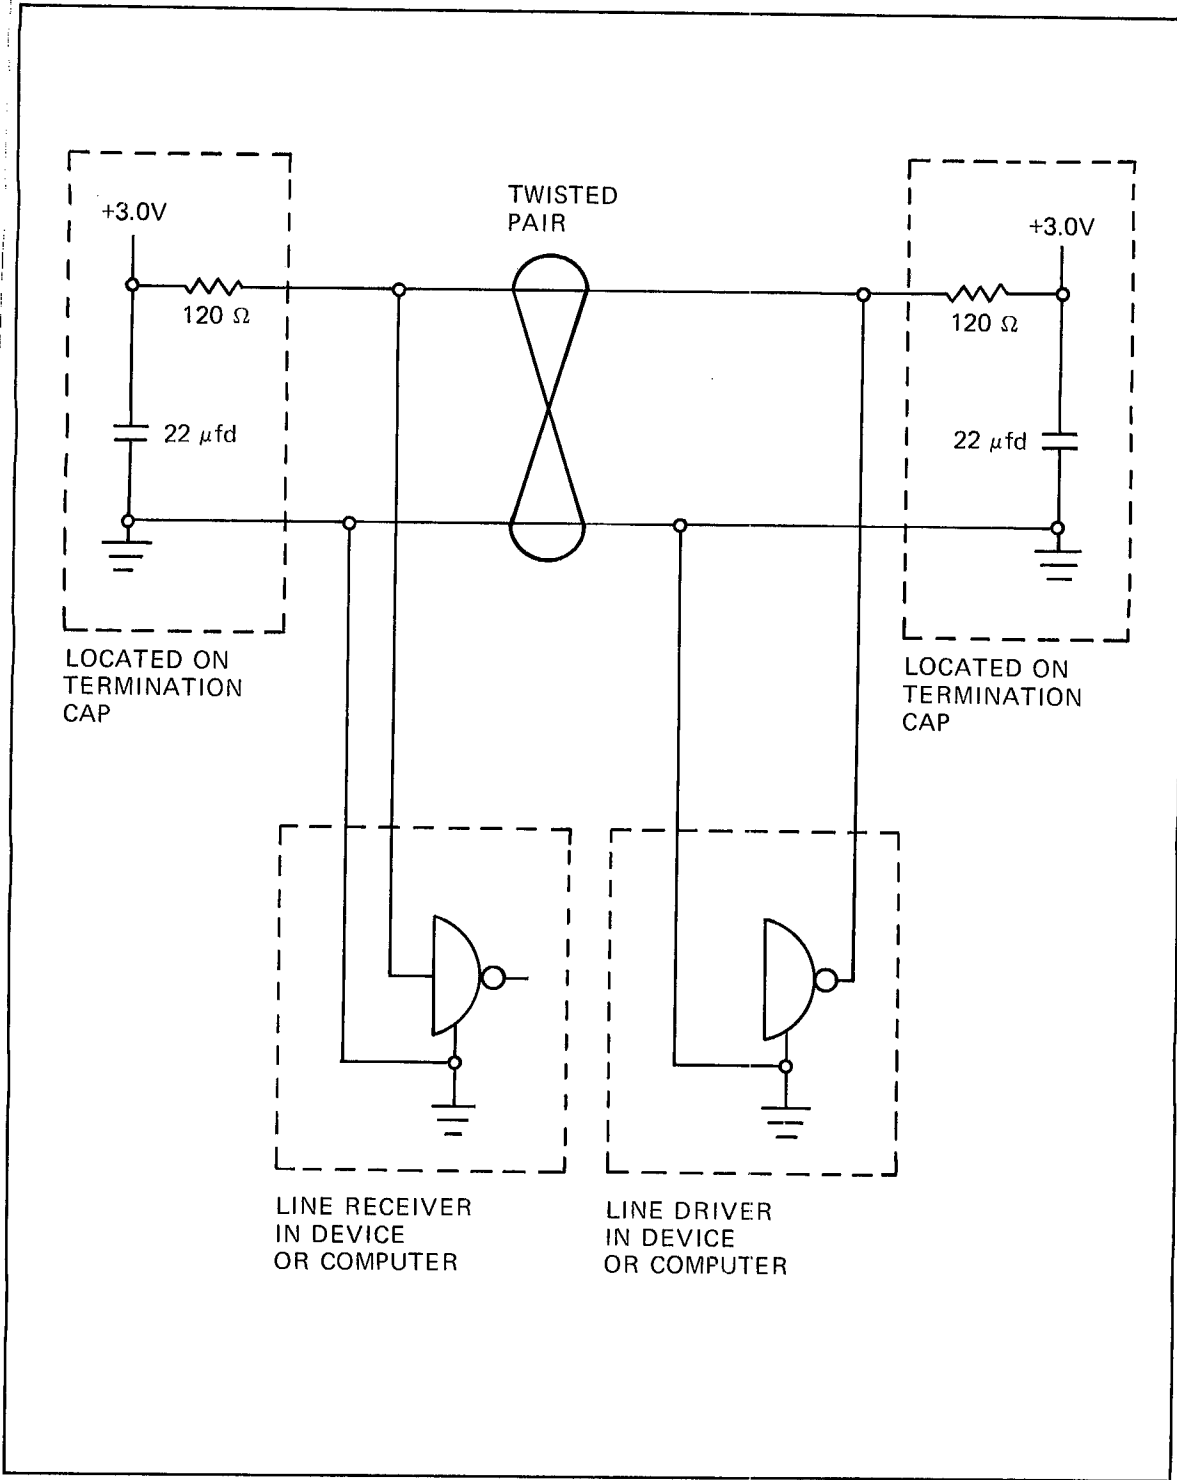 TWISTED
PAIR
+3.0V
120 Ω
22 μfd
LOCATED ON
TERMINATION
CAP
+3.0V
120 Ω
22 μfd
LOCATED ON
TERMINATION
CAP
LINE RECEIVER
IN DEVICE
OR COMPUTER
LINE DRIVER
IN DEVICE
OR COMPUTER